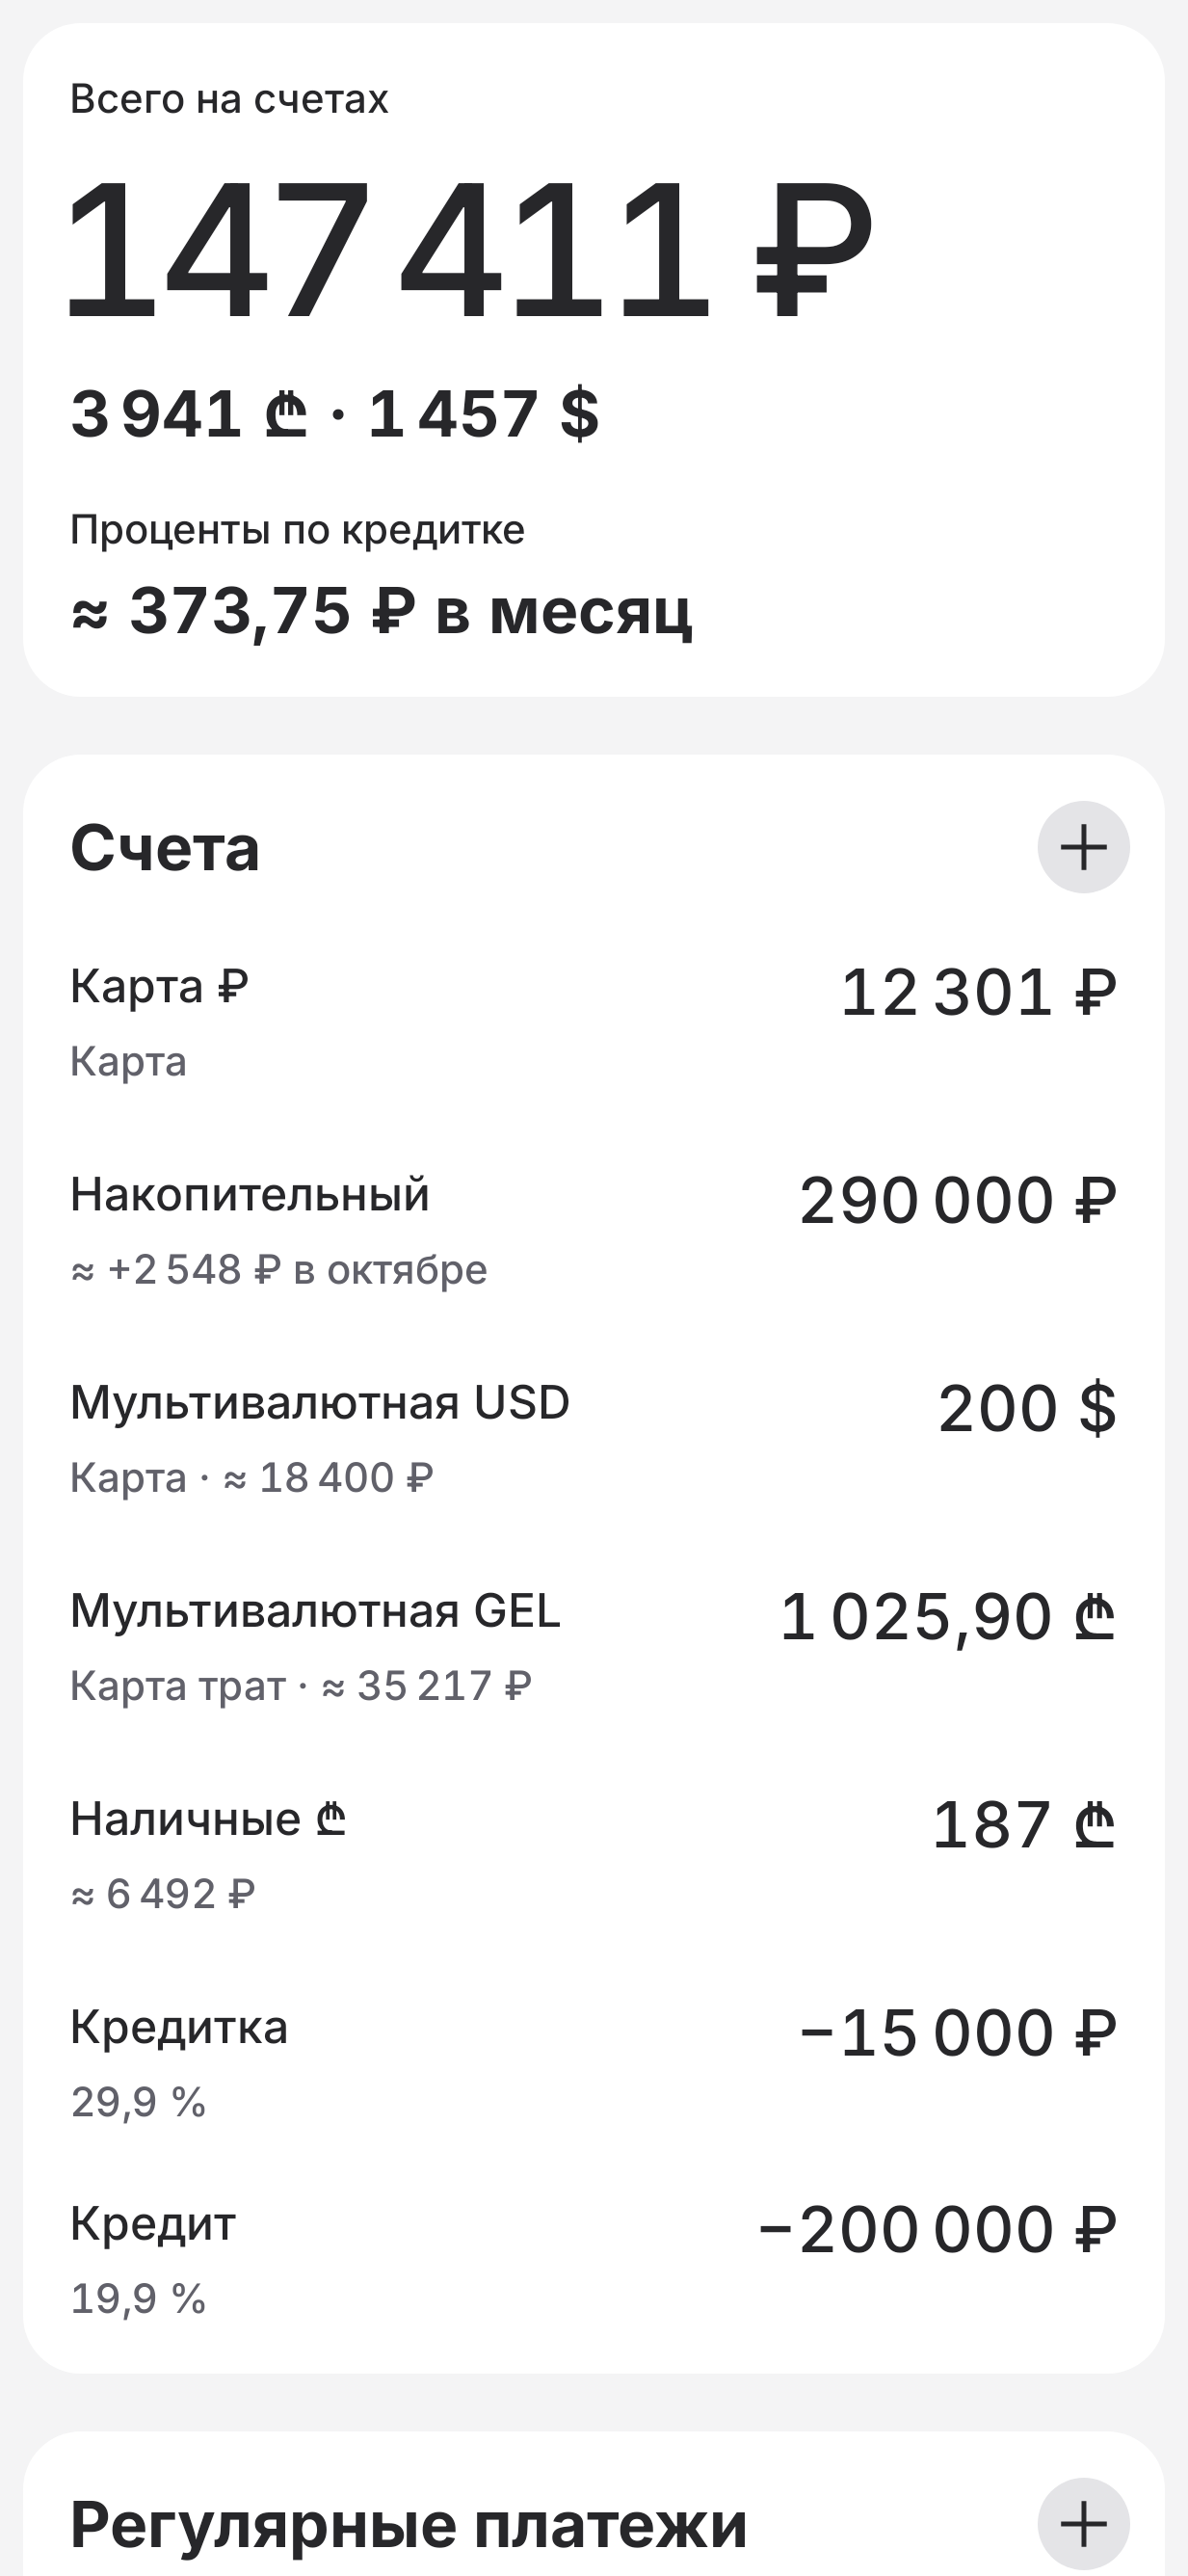 Всего на счетах
147 411 ₽
3 941 ₾ · 1 457 $
Проценты по кредитке
≈ 373,75 ₽ в месяц
Счета
Карта ₽
12 301 ₽
Карта
Накопительный
290 000 ₽
≈ +2 548 ₽ в октябре
Мультивалютная USD
200 $
Карта · ≈ 18 400 ₽
Мультивалютная GEL
1 025,90 ₾
Карта трат · ≈ 35 217 ₽
Наличные ₾
187 ₾
≈ 6 492 ₽
Кредитка
−15 000 ₽
29,9 %
Кредит
−200 000 ₽
19,9 %
Регулярные платежи